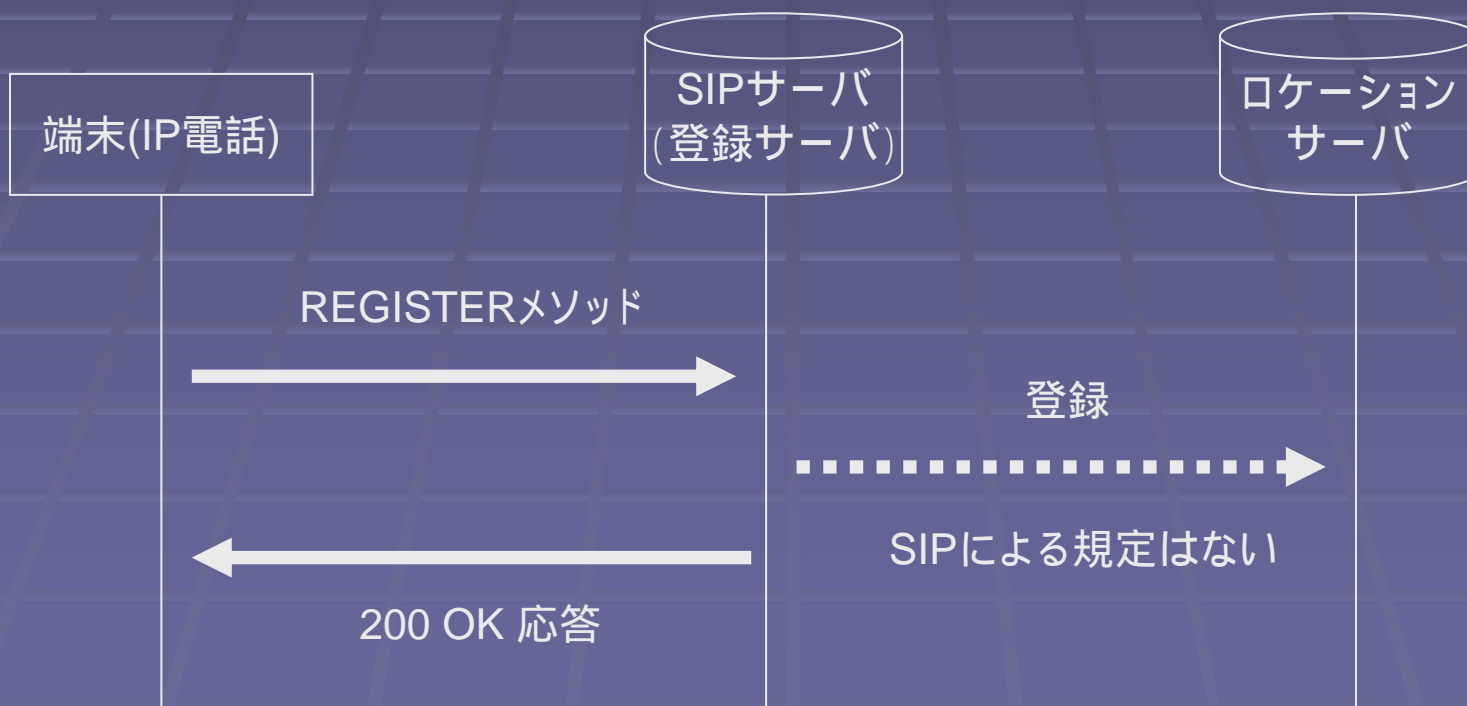 端末(IP電話)
SIPサーバ
(登録サーバ)
ロケーション
サーバ
REGISTERメソッド
登録
SIPによる規定はない
200 OK 応答